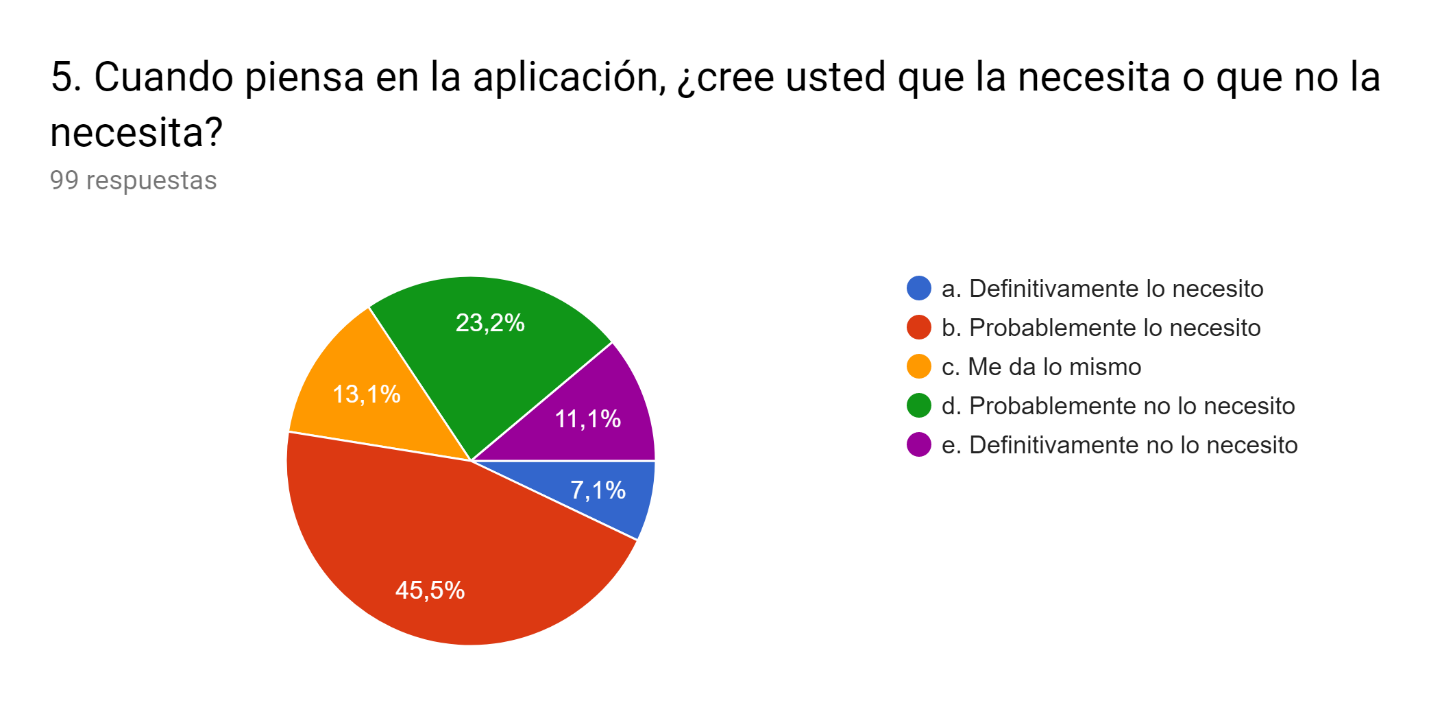 5. Cuando piensa en la aplicación, ¿cree usted que la necesita o que no la
necesita?
99 respuestas
23,2%
13,1%
11,1%
7,1%
45,5%
a. Definitivamente lo necesito
b. Probablemente lo necesito
c. Me da lo mismo
d. Probablemente no lo necesito
e. Definitivamente no lo necesito